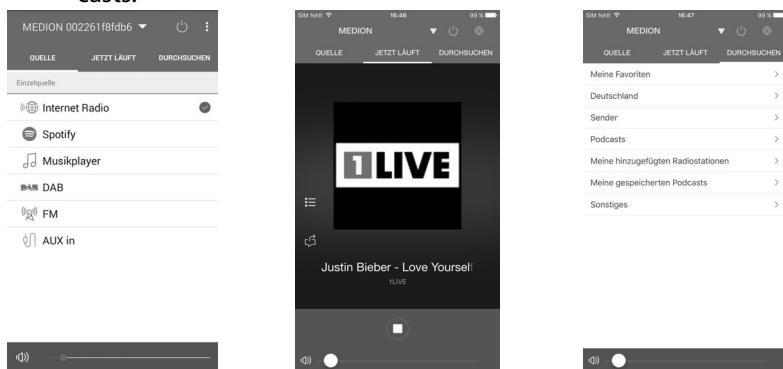 casts.
MEDION 002261f8fdb6
QUELLE JETZT LÄUFT DURCHSUCHEN
Einzelquelle
Internet Radio
Spotify
Musikplayer
DAB DAB
FM
AUX in
SIM fehlt 16:46 99 %
MEDION
QUELLE JETZT LÄUFT DURCHSUCHEN
1LIVE
Justin Bieber - Love Yourself
1LIVE
SIM fehlt 16:47 99 %
MEDION
QUELLE JETZT LÄUFT DURCHSUCHEN
Meine Favoriten
Deutschland
Sender
Podcasts
Meine hinzugefügten Radiostationen
Meine gespeicherten Podcasts
Sonstiges